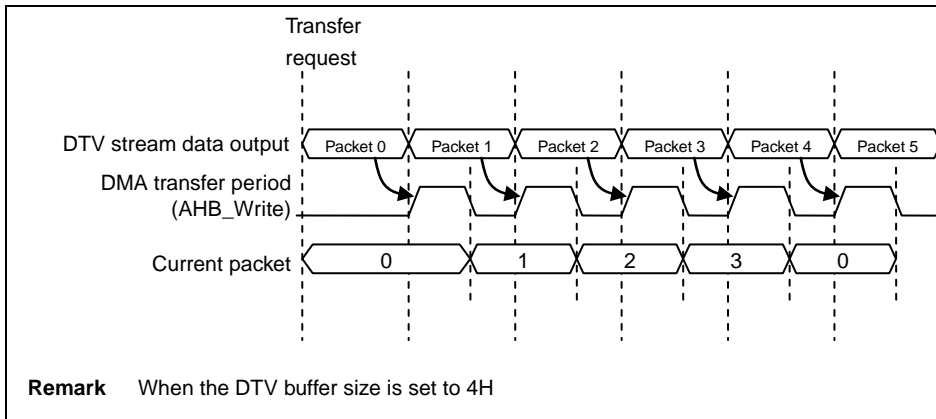 Transfer
request
DTV stream data output
Packet 0
Packet 1
Packet 2
Packet 3
Packet 4
Packet 5
DMA transfer period
(AHB_Write)
Current packet
0
1
2
3
0
Remark When the DTV buffer size is set to 4H